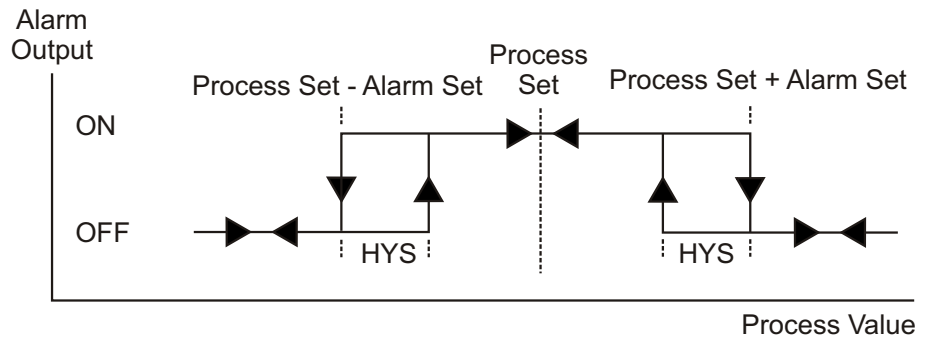 Alarm
Output
Process
Set
Process Set - Alarm Set
Process Set + Alarm Set
ON
OFF
HYS
HYS
Process Value